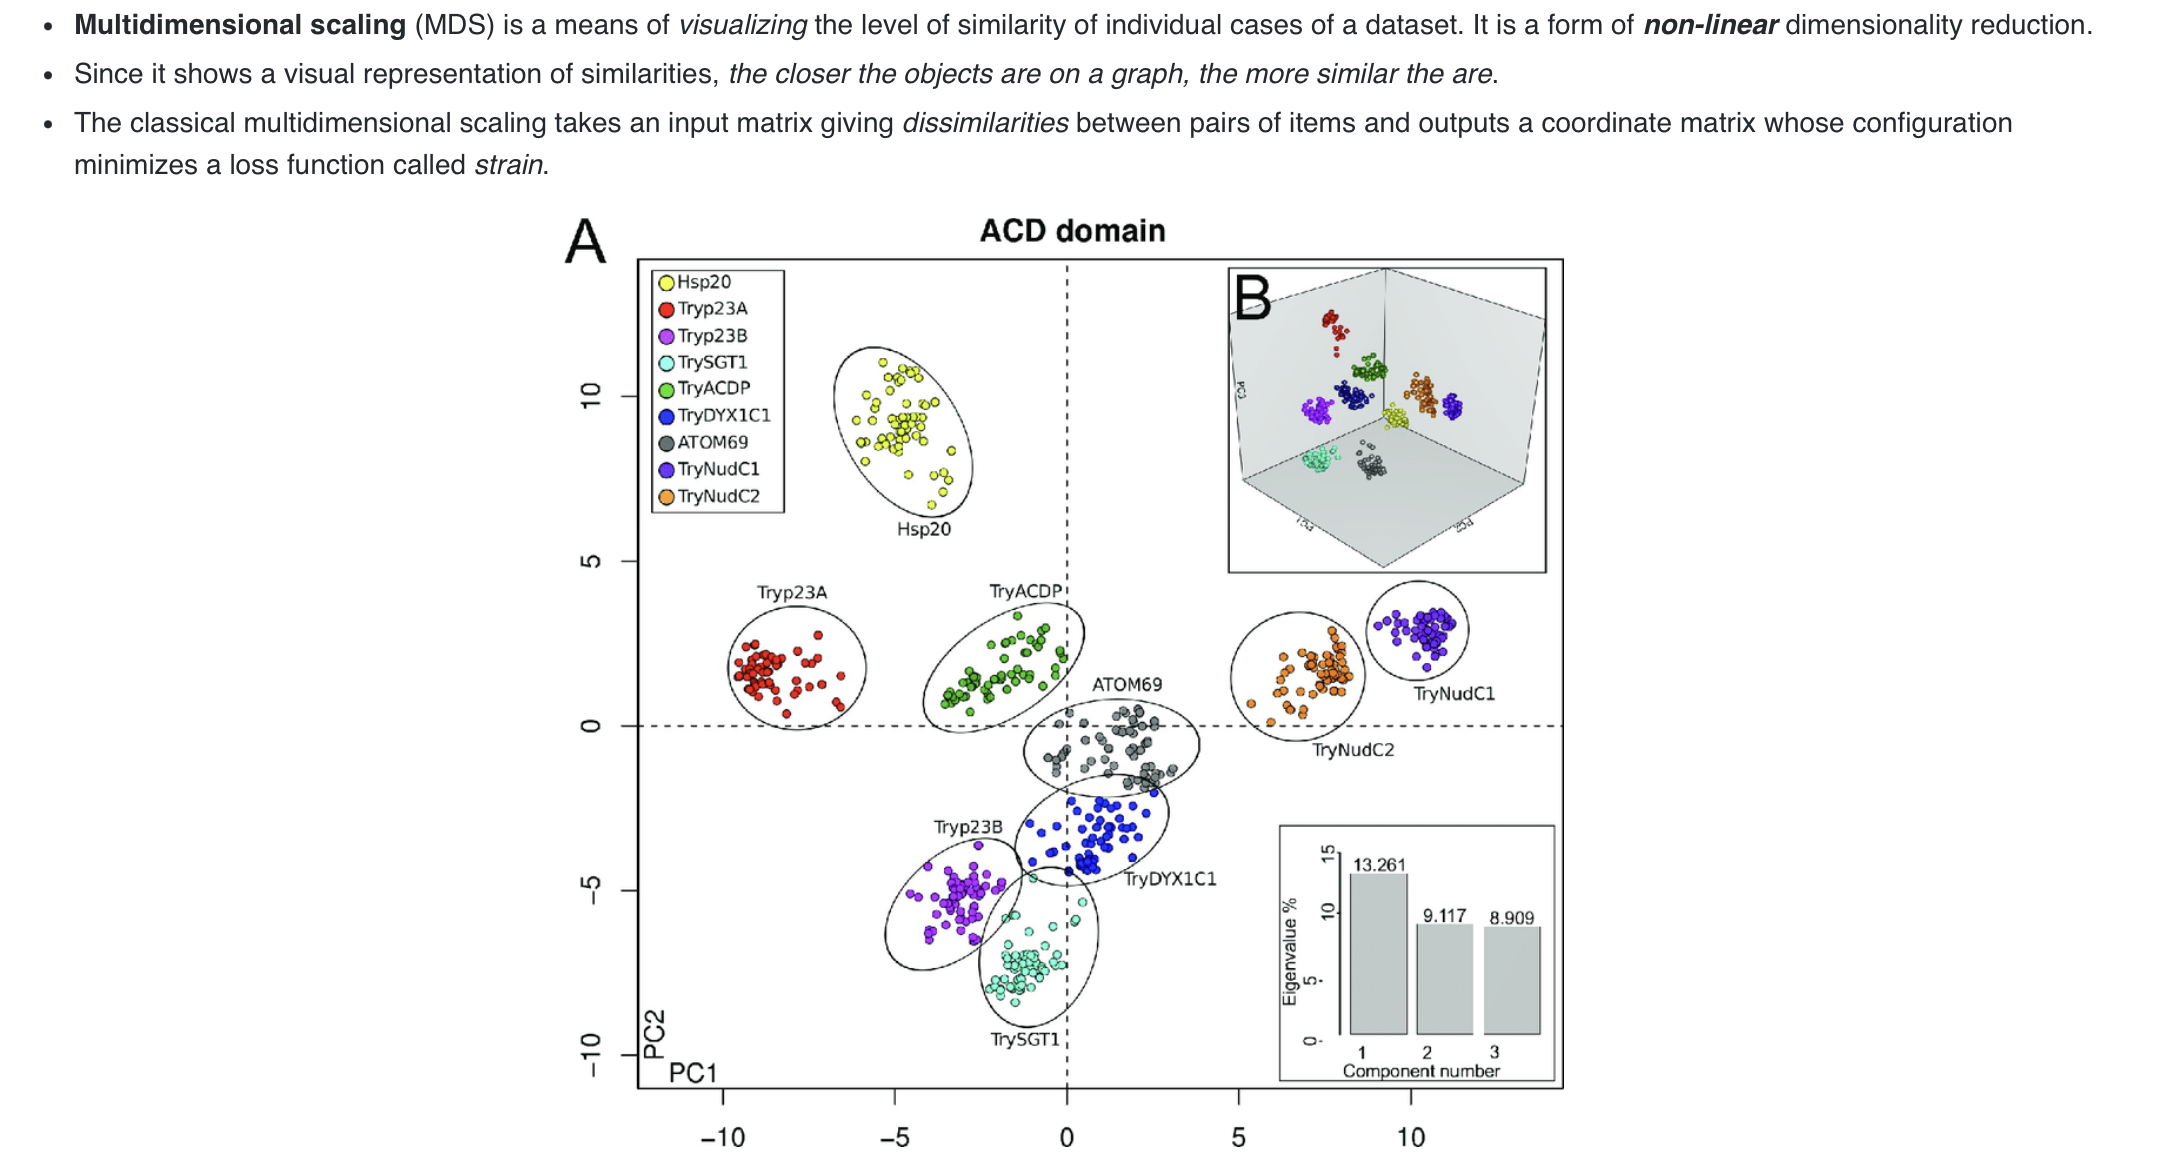 • Multidimensional scaling (MDS) is a means of visualizing the level of similarity of individual cases of a dataset. It is a form of non-linear dimensionality reduction.
• Since it shows a visual representation of similarities, the closer the objects are on a graph, the more similar the are.
• The classical multidimensional scaling takes an input matrix giving dissimilarities between pairs of items and outputs a coordinate matrix whose configuration
minimizes a loss function called strain.
A
ACD domain
Hsp20
Tryp23A
Tryp23B
TrySGT1
TryACDP
TryDYX1C1
ATOM69
TryNudC1
TryNudC2
B
PC3
PC1
PC2
Hsp20
Tryp23A
TryACDP
ATOM69
TryNudC1
TryNudC2
Tryp23B
TryDYX1C1
TrySGT1
10
5
0
−5
−10
PC2
PC1
−10
−5
0
5
10
Eigenvalue %
15
10
5
0
13.261
9.117
8.909
1
2
3
Component number